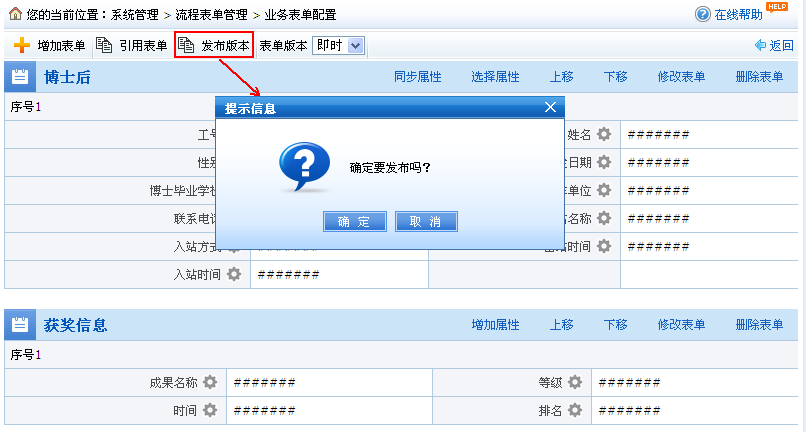 您的当前位置：系统管理 > 流程表单管理 > 业务表单配置 在线帮助 HELP
增加表单 引用表单 发布版本 表单版本 即时 返回
博士后 同步属性 选择属性 上移 下移 修改表单 删除表单
序号1
提示信息
工号 姓名 #######
性别 日期 #######
确定要发布吗?
博士毕业学校 单位 #######
联系电话 名称 #######
确 定 取 消
入站方式 时间 #######
入站时间 #######
获奖信息 增加属性 上移 下移 修改表单 删除表单
序号1
成果名称 ####### 等级 #######
时间 ####### 排名 #######